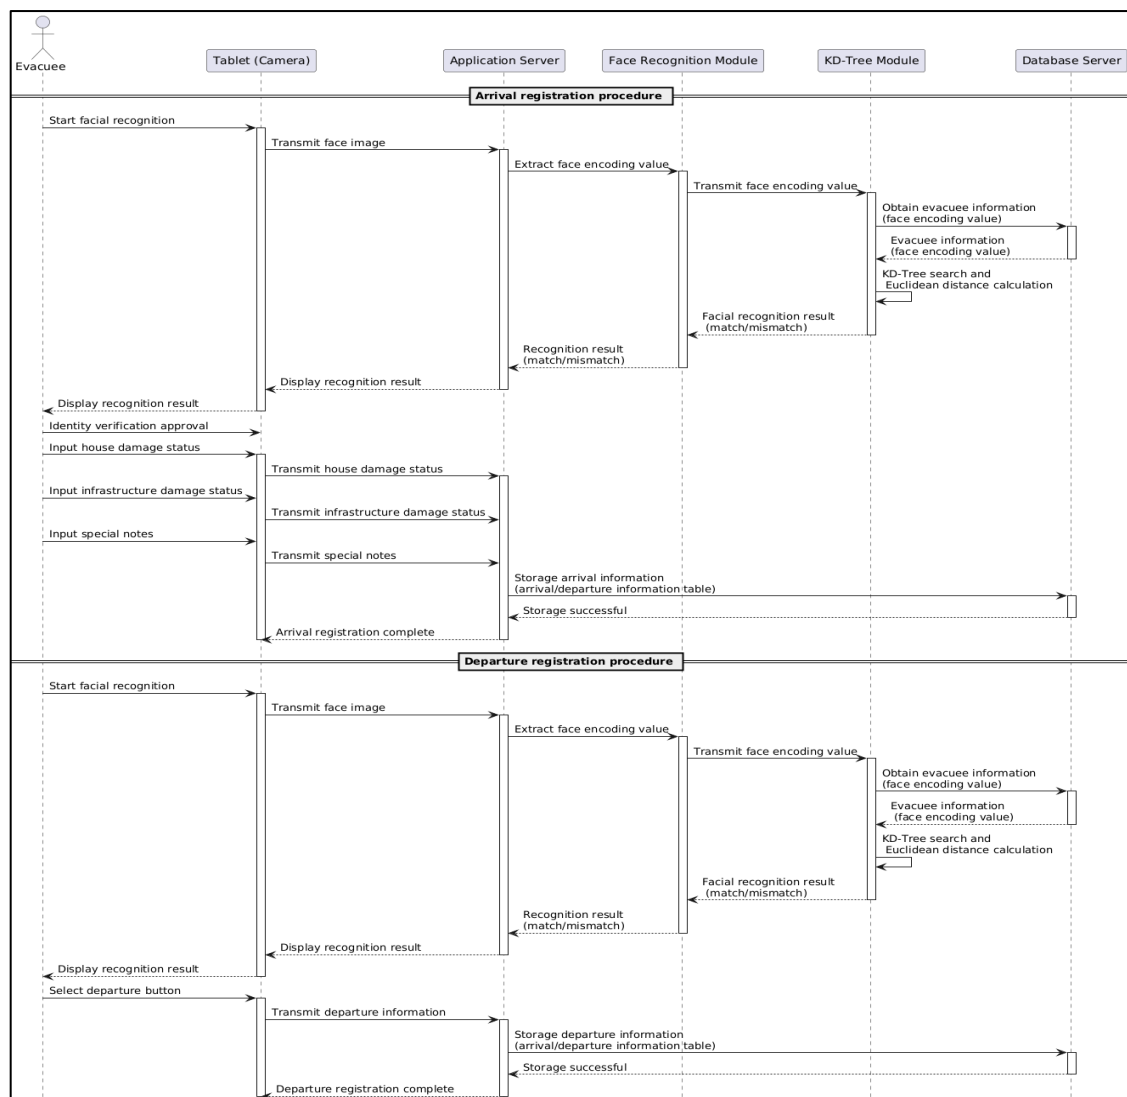 Evacuee
Tablet (Camera)
Application Server
Face Recognition Module
KD-Tree Module
Database Server
Arrival registration procedure
Start facial recognition
Transmit face image
Extract face encoding value
Transmit face encoding value
Obtain evacuee information
(face encoding value)
Evacuee information
(face encoding value)
KD-Tree search and
Euclidean distance calculation
Facial recognition result
(match/mismatch)
Recognition result
(match/mismatch)
Display recognition result
Display recognition result
Identity verification approval
Input house damage status
Transmit house damage status
Input infrastructure damage status
Transmit infrastructure damage status
Input special notes
Transmit special notes
Storage arrival information
(arrival/departure information table)
Storage successful
Arrival registration complete
Departure registration procedure
Start facial recognition
Transmit face image
Extract face encoding value
Transmit face encoding value
Obtain evacuee information
(face encoding value)
Evacuee information
(face encoding value)
KD-Tree search and
Euclidean distance calculation
Facial recognition result
(match/mismatch)
Recognition result
(match/mismatch)
Display recognition result
Display recognition result
Select departure button
Transmit departure information
Storage departure information
(arrival/departure information table)
Storage successful
Departure registration complete